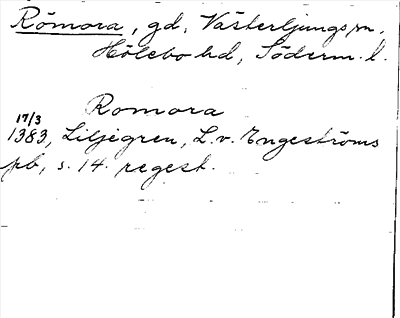 Römora, gd, Västerljungs sn,
Hölebo hd, Söderm. l.
Romora
17/3
1383, Liljegren, L. v. Engeströms
pb, s. 14. regest.